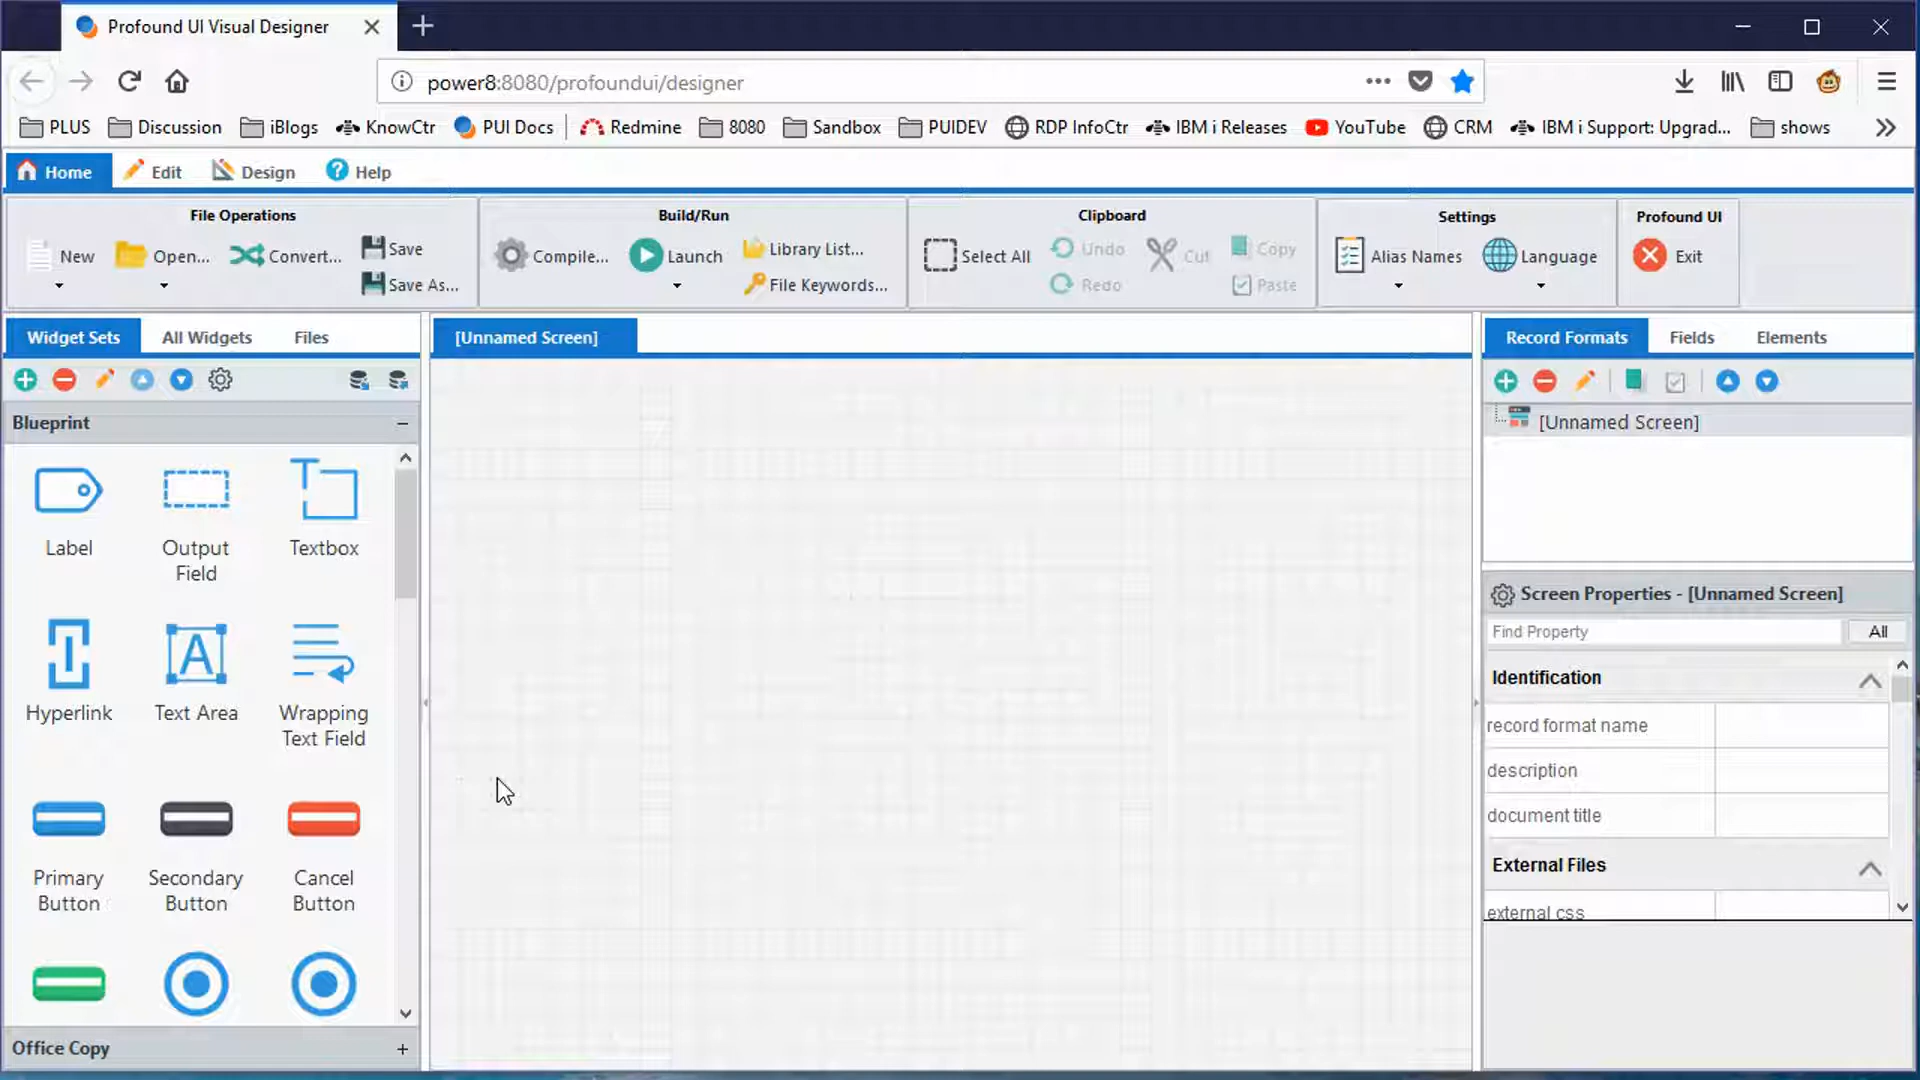 Profound UI Visual Designer
power8:8080/profoundui/designer
PLUS Discussion iBlogs KnowCtr PUI Docs Redmine 8080 Sandbox PUIDEV RDP InfoCtr IBM i Releases YouTube CRM IBM i Support: Upgrad... shows
Home Edit Design Help
File Operations Build/Run Clipboard Settings Profound UI
New Open... Convert... Save Save As...
Compile... Launch Library List... File Keywords...
Select All Undo Redo Cut Copy Paste
Alias Names Language
Exit
Widget Sets All Widgets Files
[Unnamed Screen]
Record Formats Fields Elements
Blueprint
[Unnamed Screen]
Label
Output
Field
Textbox
Hyperlink
Text Area
Wrapping
Text Field
Primary
Button
Secondary
Button
Cancel
Button
Office Copy
Screen Properties - [Unnamed Screen]
Find Property
All
Identification
record format name
description
document title
External Files
external css